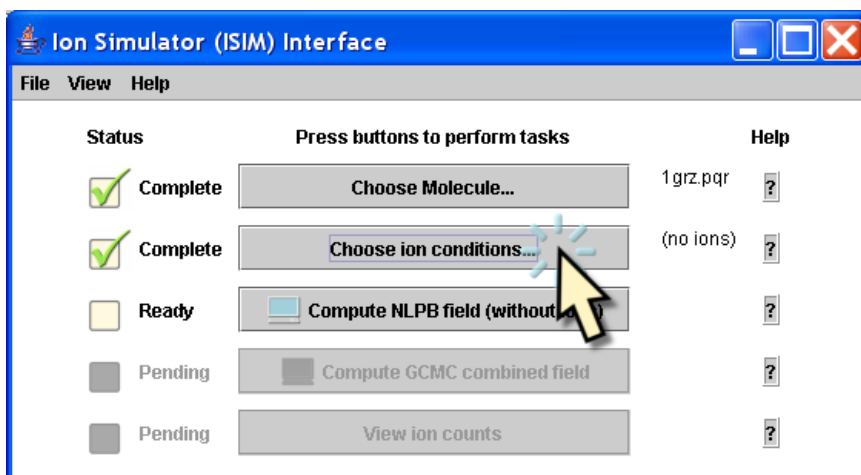 Ion Simulator (ISIM) Interface
File View Help
Status Press buttons to perform tasks Help
Complete Choose Molecule... 1grz.pqr ?
Complete Choose ion conditions... (no ions) ?
Ready Compute NLPB field (without ?
Pending Compute GCMC combined field ?
Pending View ion counts ?